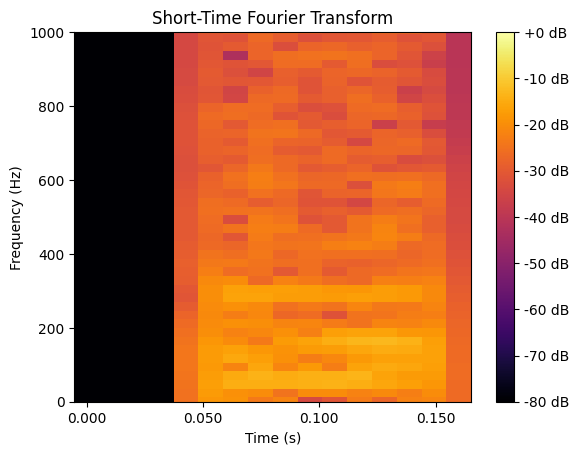 Short-Time Fourier Transform
1000
800
600
400
200
0
Frequency (Hz)
0.000
0.050
0.100
0.150
Time (s)
+0 dB
-10 dB
-20 dB
-30 dB
-40 dB
-50 dB
-60 dB
-70 dB
-80 dB